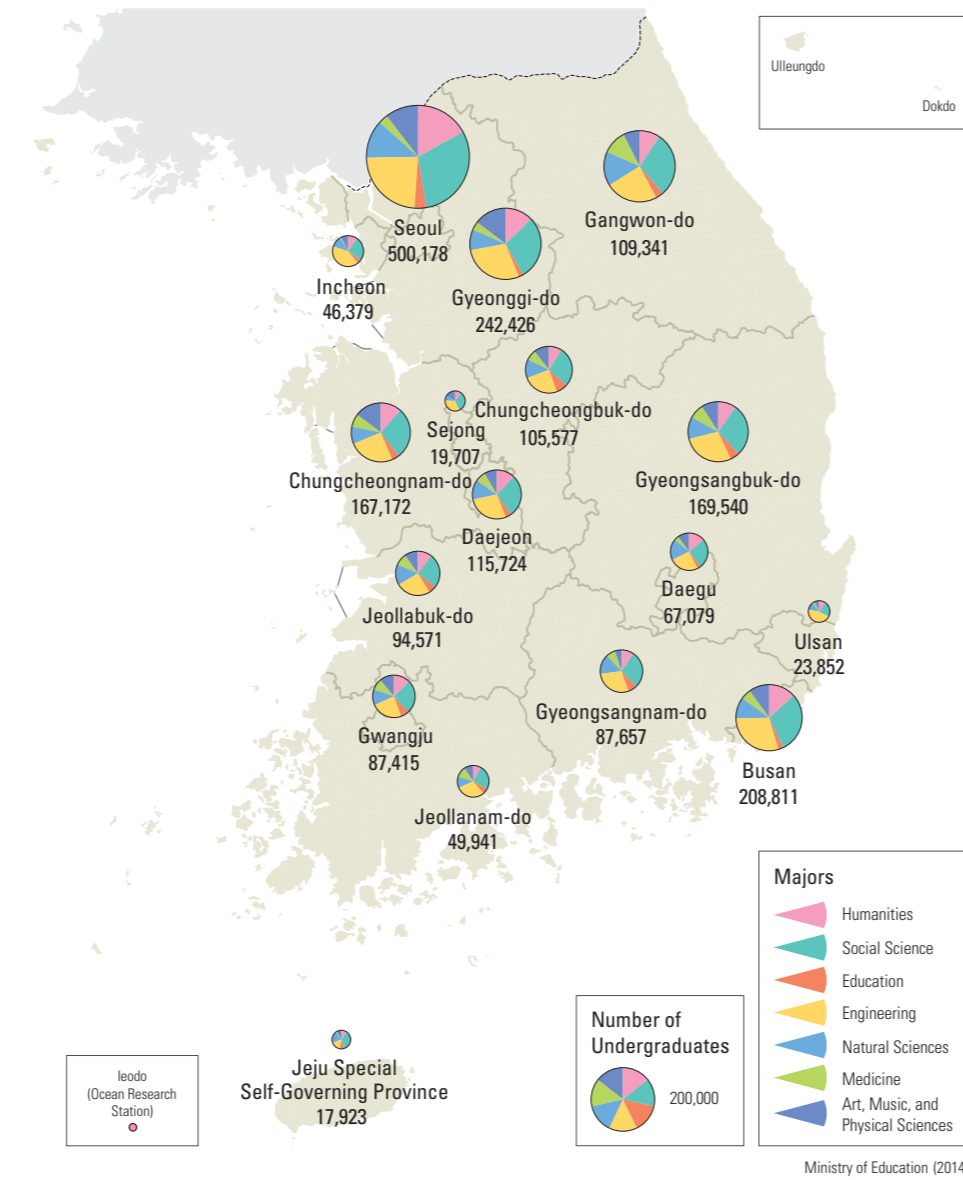 Ulleungdo
Dokdo
Seoul
500,178
Gangwon-do
109,341
Incheon
46,379
Gyeonggi-do
242,426
Chungcheongbuk-do
105,577
Sejong
19,707
Chungcheongnam-do
167,172
Gyeongsangbuk-do
169,540
Daejeon
115,724
Daegu
67,079
Jeollabuk-do
94,571
Ulsan
23,852
Gyeongsangnam-do
87,657
Gwangju
87,415
Busan
208,811
Jeollanam-do
49,941
Majors
Humanities
Social Science
Education
Engineering
Natural Sciences
Medicine
Art, Music, and
Physical Sciences
Number of
Undergraduates
200,000
Jeju Special
Self-Governing Province
17,923
Ieodo
(Ocean Research
Station)
Ministry of Education (2014